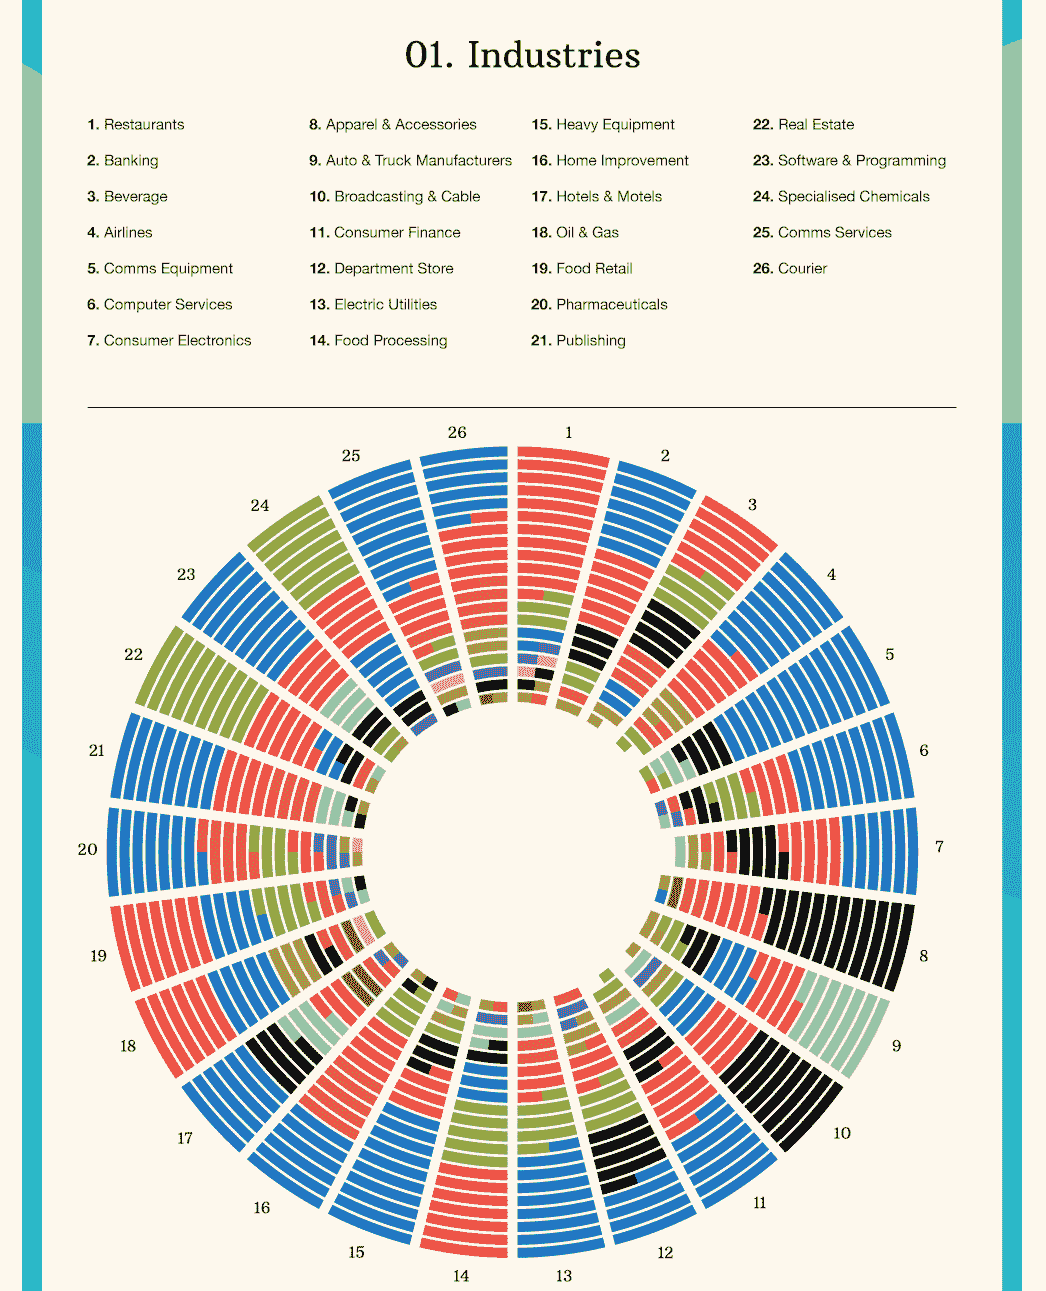 01. Industries
1. Restaurants
2. Banking
3. Beverage
4. Airlines
5. Comms Equipment
6. Computer Services
7. Consumer Electronics
8. Apparel & Accessories
9. Auto & Truck Manufacturers
10. Broadcasting & Cable
11. Consumer Finance
12. Department Store
13. Electric Utilities
14. Food Processing
15. Heavy Equipment
16. Home Improvement
17. Hotels & Motels
18. Oil & Gas
19. Food Retail
20. Pharmaceuticals
21. Publishing
22. Real Estate
23. Software & Programming
24. Specialised Chemicals
25. Comms Services
26. Courier
1
2
3
4
5
6
7
8
9
10
11
12
13
14
15
16
17
18
19
20
21
22
23
24
25
26